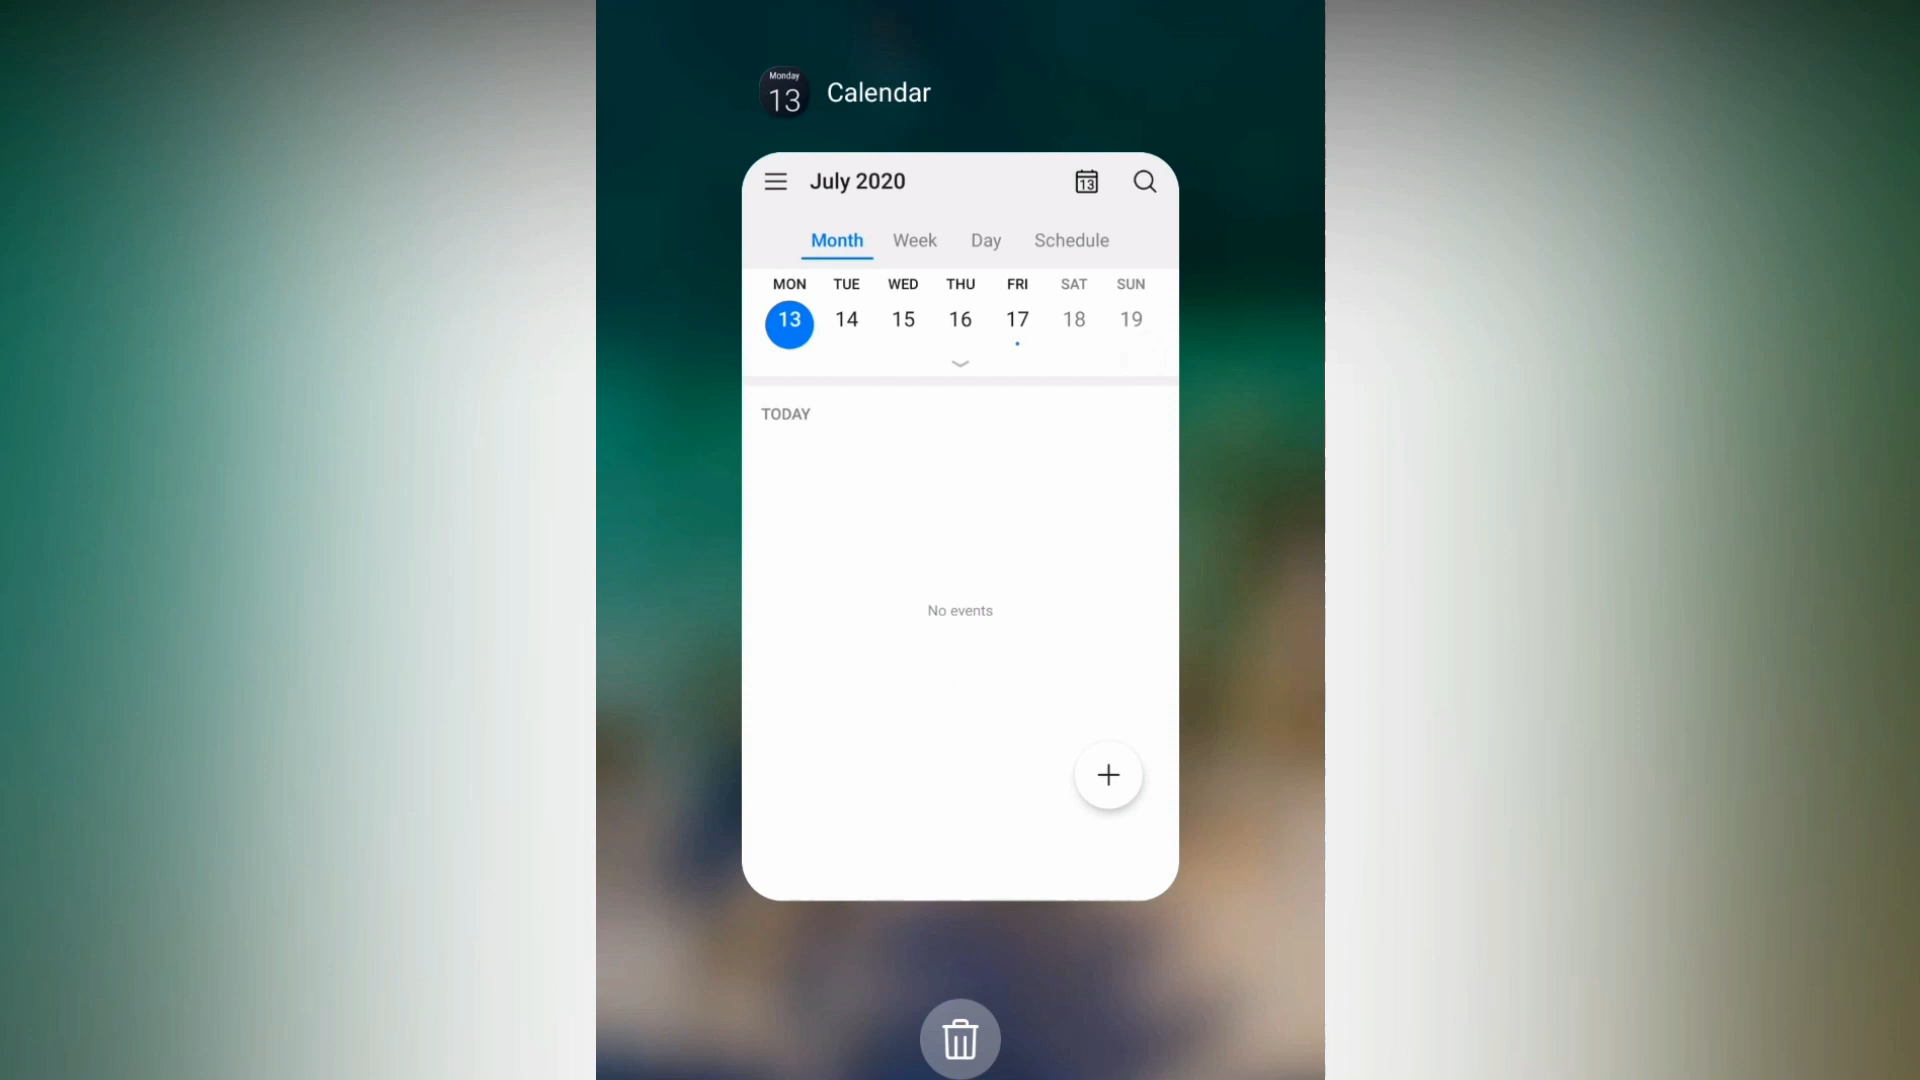 Monday
13
Calendar
July 2020
13
Month Week Day Schedule
MON TUE WED THU FRI SAT SUN
13 14 15 16 17 18 19
TODAY
No events